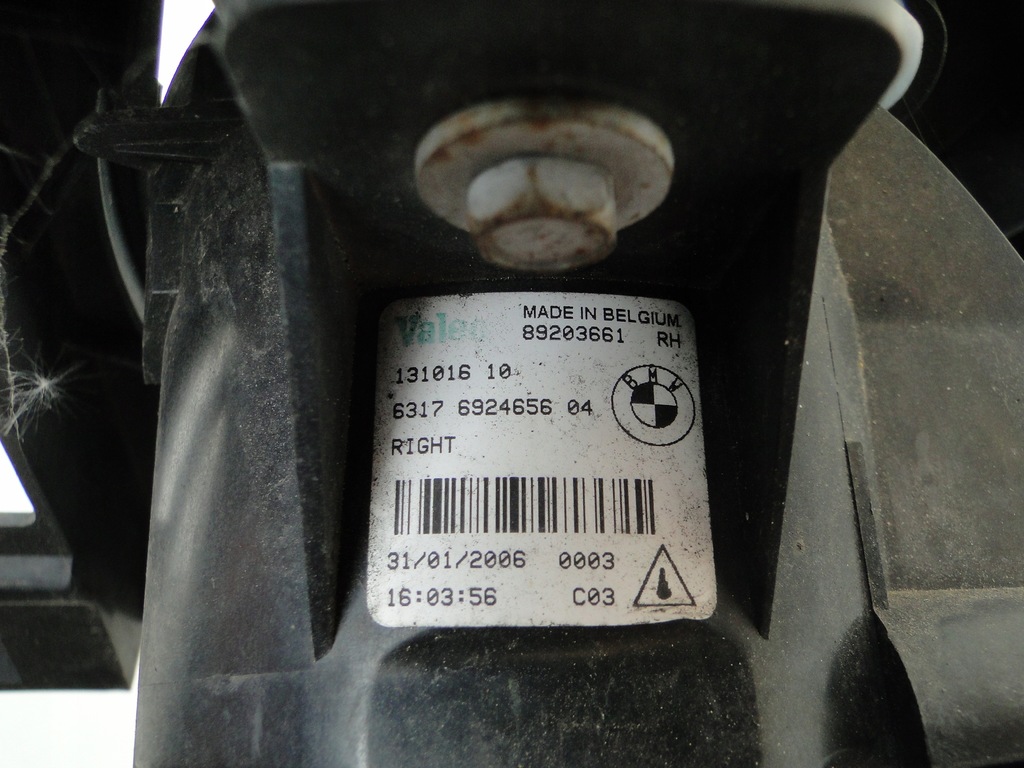 Valeo MADE IN BELGIUM
89203661 RH
131016 10
BMW
6317 6924656 04
RIGHT
31/01/2006 0003
16:03:56 C03